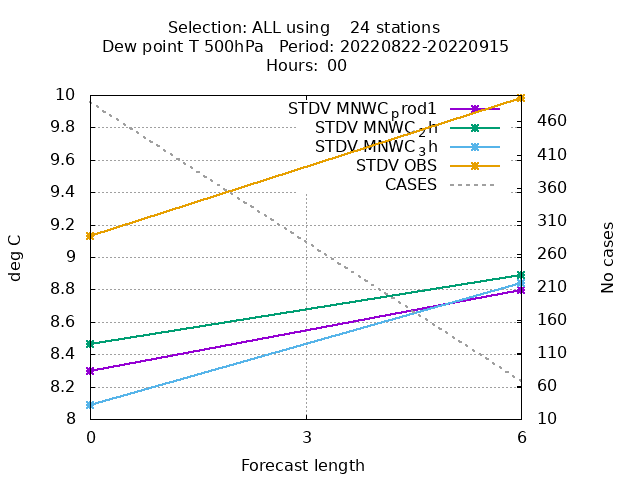 Selection: ALL using    24 stations
Dew point T 500hPa   Period: 20220822-20220915
Hours: 00
STDV MNWC_prod1
STDV MNWC_2h
STDV MNWC_3h
STDV OBS
CASES
10
9.8
9.6
9.4
9.2
9
8.8
8.6
8.4
8.2
8
deg C
460
410
360
310
260
210
160
110
60
10
No cases
0 3 6
Forecast length